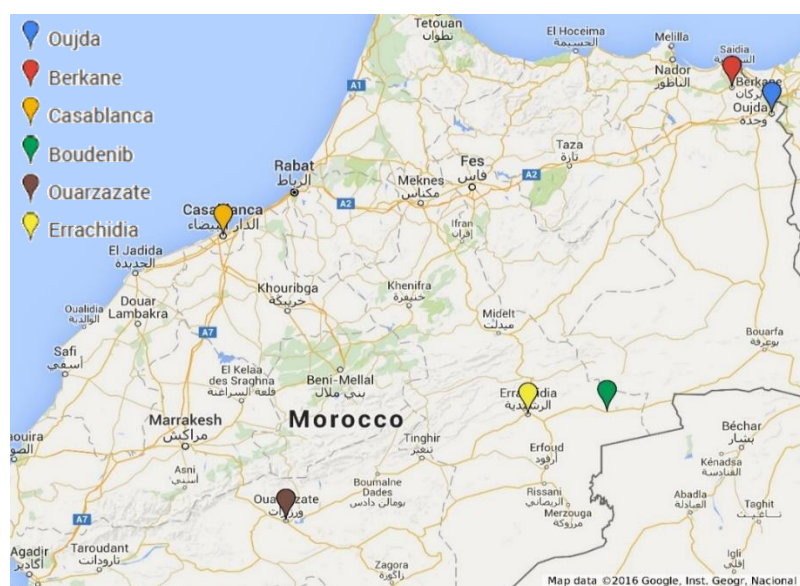 Oujda
Berkane
Casablanca
Boudenib
Ouarzazate
Errachidia
Tetouan
تطوان
El Hoceima
الحسيمة
Melilla
Saidia
Nador
الناظور
Berkane
بركان
Oujda
وجدة
A1
Taza
تازة
Fes
فاس
A2
Rabat
الرباط
Meknes
مكناس
A2
Casablanca
الدار البيضاء
Ifran
إفران
El Jadida
الجديدة
Khouribga
خريبكة
Khenifra
خنيفرة
Oualidia
الوالدية
Douar
Lambakra
A7
Midelt
ميدلت
Bouarfa
بوعرفة
Safi
آسفي
El Kelaa
des Sraghna
قلعة السراغنة
Beni-Mellal
بني ملال
Errachidia
الرشيدية
Marrakesh
مراكش
Morocco
aouira
Tinghir
تنغير
Erfoud
أرفود
Béchar
بشار
Asni
أسني
Kénadsa
القنادسة
Boumalne
Dades
بومالن دادس
Rissani
الريصاني
Merzouga
مرزوكة
Abadla
العبادلة
Taghit
تاغيت
Ouarzazate
ورزازات
A7
Agadir
أكادير
Taroudant
تارودانت
Zagora
زاكورة
Igli
إقلي
Map data ©2016 Google, Inst. Geogr, Nacional